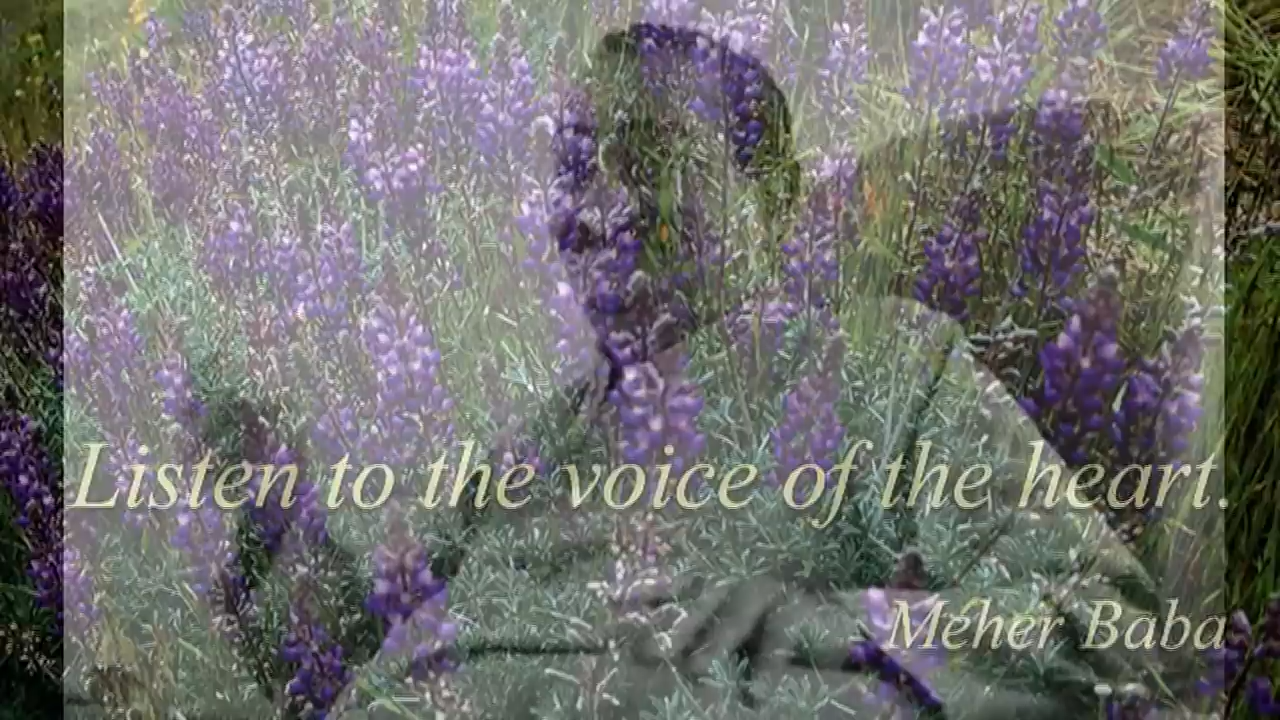 Listen to the voice of the heart.
Meher Baba